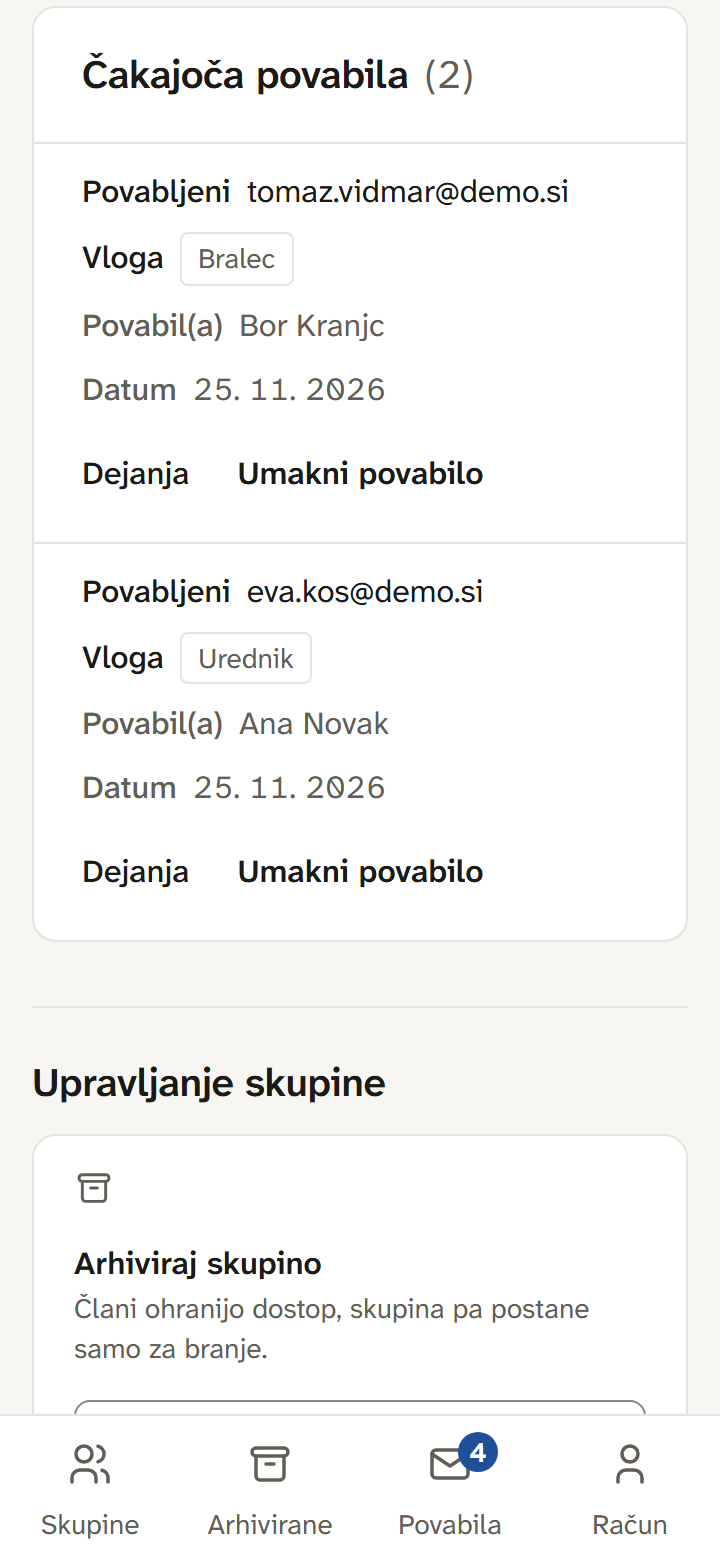 Čakajoča povabila (2)
Povabljeni tomaz.vidmar@demo.si
Vloga Bralec
Povabil(a) Bor Kranjc
Datum 25. 11. 2026
Dejanja Umakni povabilo
Povabljeni eva.kos@demo.si
Vloga Urednik
Povabil(a) Ana Novak
Datum 25. 11. 2026
Dejanja Umakni povabilo
Upravljanje skupine
Arhiviraj skupino
Člani ohranijo dostop, skupina pa postane
samo za branje.
4
Skupine Arhivirane Povabila Račun